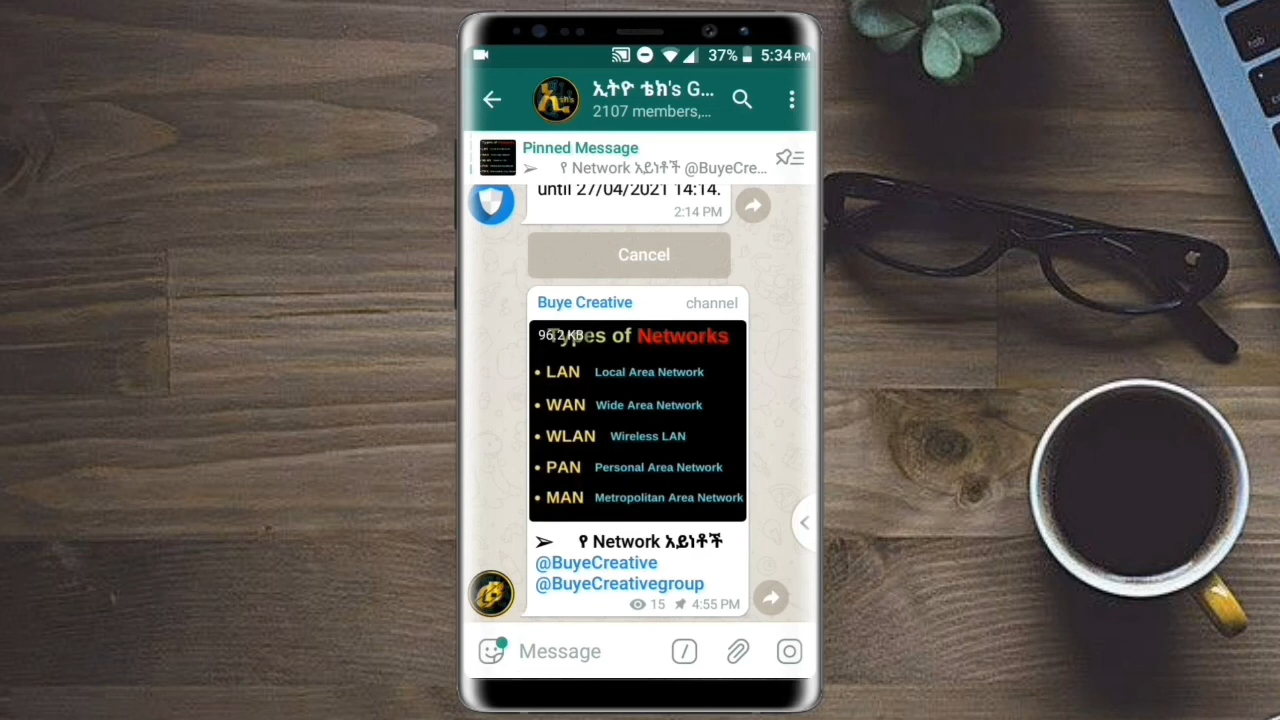 37% 5:34 PM
ኢትዮ ቴክ's G...
2107 members,...
Pinned Message
➢ የ Network አይነቶች @BuyeCre...
until 27/04/2021 14:14.
2:14 PM
Cancel
Buye Creative channel
96.2 KB
Types of Networks
• LAN Local Area Network
• WAN Wide Area Network
• WLAN Wireless LAN
• PAN Personal Area Network
• MAN Metropolitan Area Network
➢ የ Network አይነቶች
@BuyeCreative
@BuyeCreativegroup
15 4:55 PM
Message
tab